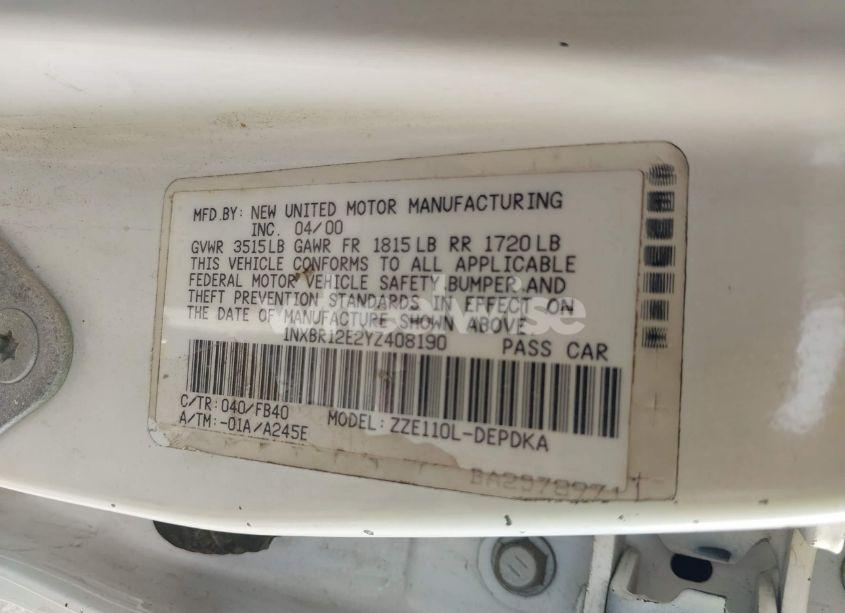 MFD.BY: NEW UNITED MOTOR MANUFACTURING
INC. 04/00
GVWR 3515LB GAWR FR 1815LB RR 1720LB
THIS VEHICLE CONFORMS TO ALL APPLICABLE
FEDERAL MOTOR VEHICLE SAFETY,BUMPER,AND
THEFT PREVENTION STANDARDS IN EFFECT ON
THE DATE OF MANUFACTURE SHOWN ABOVE
1NXBR12E2YZ408190 PASS CAR
C/TR:040/FB40
A/TM:-01A/A245E MODEL:ZZE110L-DEPDKA